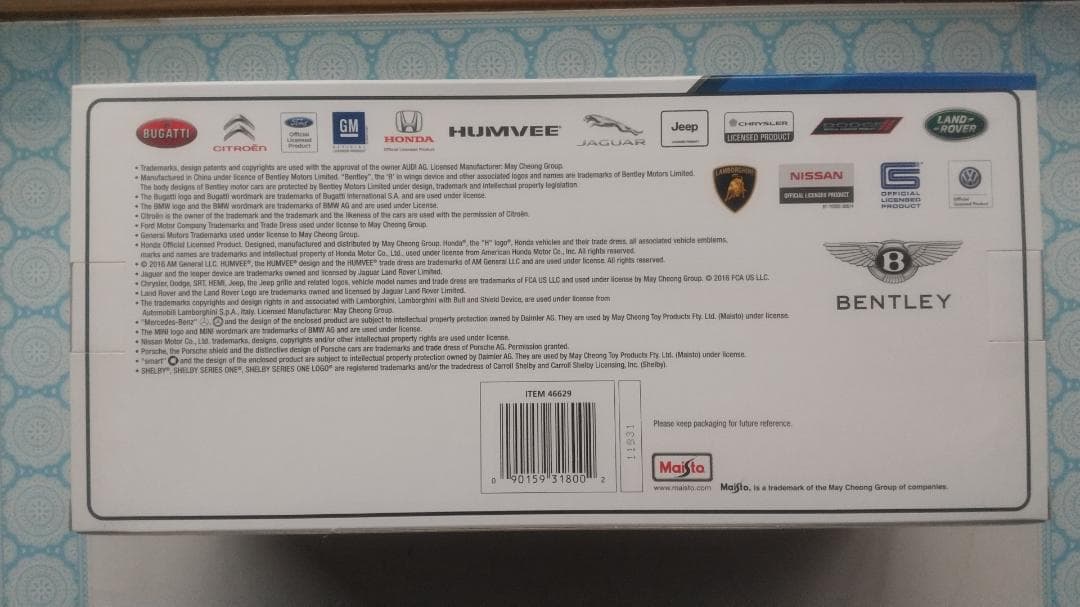 BUGATTI
CITROËN
Ford
Official
Licensed
Product
GM
OFFICIAL
HONDA
Official Licensed Product
HUMVEE®
JAGUAR
Jeep
CHRYSLER
LICENSED PRODUCT
DODGE
LAND-
-ROVER
• Trademarks, design patents and copyrights are used with the approval of the owner AUDI AG. Licensed Manufacturer: May Cheong Group.
• Manufactured in China under licence of Bentley Motors Limited. "Bentley", the 'B' in wings device and other associated logos and names are trademarks of Bentley Motors Limited.
The body designs of Bentley motor cars are protected by Bentley Motors Limited under design, trademark and intellectual property legislation.
• The Bugatti logo and Bugatti wordmark are trademarks of Bugatti International S.A. and are used under license.
• The BMW logo and the BMW wordmark are trademarks of BMW AG and are used under License.
• Citroën is the owner of the trademark and the trademark and the likeness of the cars are used with the permission of Citroën.
• Ford Motor Company Trademarks and Trade Dress used under license to May Cheong Group.
• General Motors Trademarks used under license to May Cheong Group.
• Honda Official Licensed Product. Designed, manufactured and distributed by May Cheong Group. Honda®, the "H" logo®, Honda vehicles and their trade dress, all associated vehicle emblems,
marks and names are trademarks and intellectual property of Honda Motor Co., Ltd., used under license from American Honda Motor Co., Inc. All rights reserved.
• © 2016 AM General LLC. HUMVEE®, the HUMVEE® design and the HUMVEE® trade dress are trademarks of AM General LLC and are used under license. All rights reserved.
• Jaguar and the leaper device are trademarks owned and licensed by Jaguar Land Rover Limited.
• Chrysler, Dodge, SRT, HEMI, Jeep, the Jeep grille and related logos, vehicle model names and trade dress are trademarks of FCA US LLC and used under license by May Cheong Group. © 2016 FCA US LLC.
• Land Rover and the Land Rover Logo are trademarks owned and licensed by Jaguar Land Rover Limited.
• The trademarks copyrights and design rights in and associated with Lamborghini, Lamborghini with Bull and Shield Device, are used under license from
Automobili Lamborghini S.p.A., Italy. Licensed Manufacturer: May Cheong Group.
• "Mercedes-Benz" and the design of the enclosed product are subject to intellectual property protection owned by Daimler AG. They are used by May Cheong Toy Products Fty. Ltd. (Maisto) under license.
• The MINI logo and MINI wordmark are trademarks of BMW AG and are used under license.
• Nissan Motor Co., Ltd. trademarks, designs, copyrights and/or other intellectual property rights are used under license.
• Porsche, the Porsche shield and the distinctive design of Porsche cars are trademarks and trade dress of Porsche AG. Permission granted.
• "smart" and the design of the enclosed product are subject to intellectual property protection owned by Daimler AG. They are used by May Cheong Toy Products Fty. Ltd. (Maisto) under license.
• SHELBY®, SHELBY SERIES ONE®, SHELBY SERIES ONE LOGO® are registered trademarks and/or the tradedress of Carroll Shelby and Carroll Shelby Licensing, Inc. (Shelby).
LAMBORGHINI
NISSAN
OFFICIAL LICENSED PRODUCT
OFFICIAL
LICENSED
PRODUCT
Official
Licensed Product
B
BENTLEY
ITEM 46629
0 90159 31800 2
11931
Please keep packaging for future reference.
Maisto
www.maisto.com
Maisto, is a trademark of the May Cheong Group of companies.